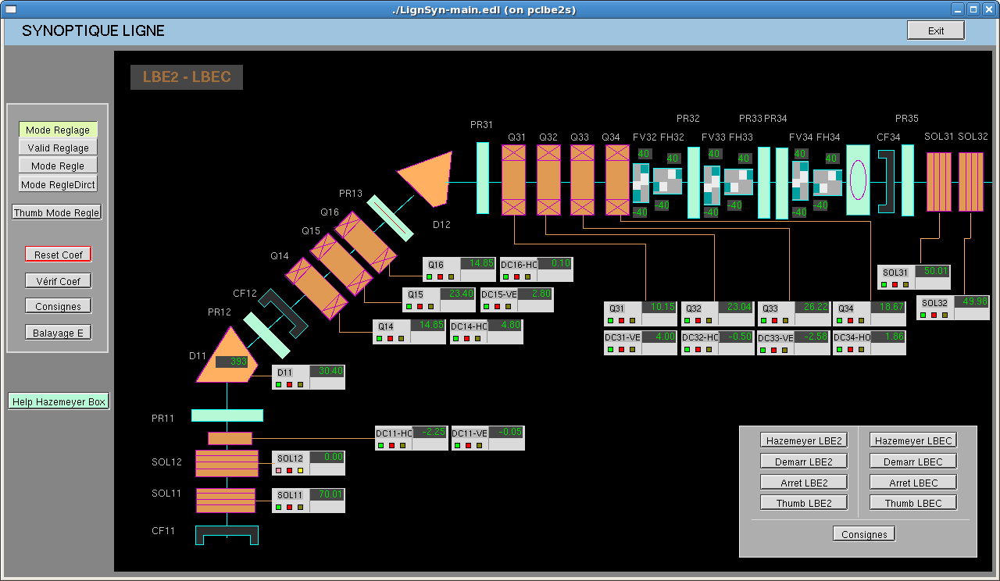 ./LignSyn-main.edl (on pclbe2s)
SYNOPTIQUE LIGNE
Exit
LBE2 - LBEC
Mode Reglage
Valid Reglage
Mode Regle
Mode RegleDirct
Thumb Mode Regle
Reset Coef
Vérif Coef
Consignes
Balayage E
Help Hazemeyer Box
PR31
Q31
Q32
Q33
Q34
PR32
FV32 FH32
PR33 PR34
FV33 FH33
FV34 FH34
PR35
CF34
SOL31 SOL32
40
40
40
40
40
40
-40
-40
-40
-40
-40
-40
PR13
D12
Q16
Q15
Q14
CF12
PR12
D11
393
PR11
SOL12
SOL11
CF11
Q16 14.85
DC16-HO 0.10
Q15 23.40
DC15-VE 2.80
Q14 14.85
DC14-HO 4.80
D11 30.40
DC11-HO -2.25
DC11-VE -0.05
SOL12 0.00
SOL11 70.01
SOL31 50.01
SOL32 49.98
Q31 10.15
Q32 23.04
Q33 26.22
Q34 18.67
DC31-VE 4.00
DC32-HO -0.50
DC33-VE -2.58
DC34-HO 1.86
Hazemeyer LBE2
Hazemeyer LBEC
Demarr LBE2
Demarr LBEC
Arret LBE2
Arret LBEC
Thumb LBE2
Thumb LBEC
Consignes